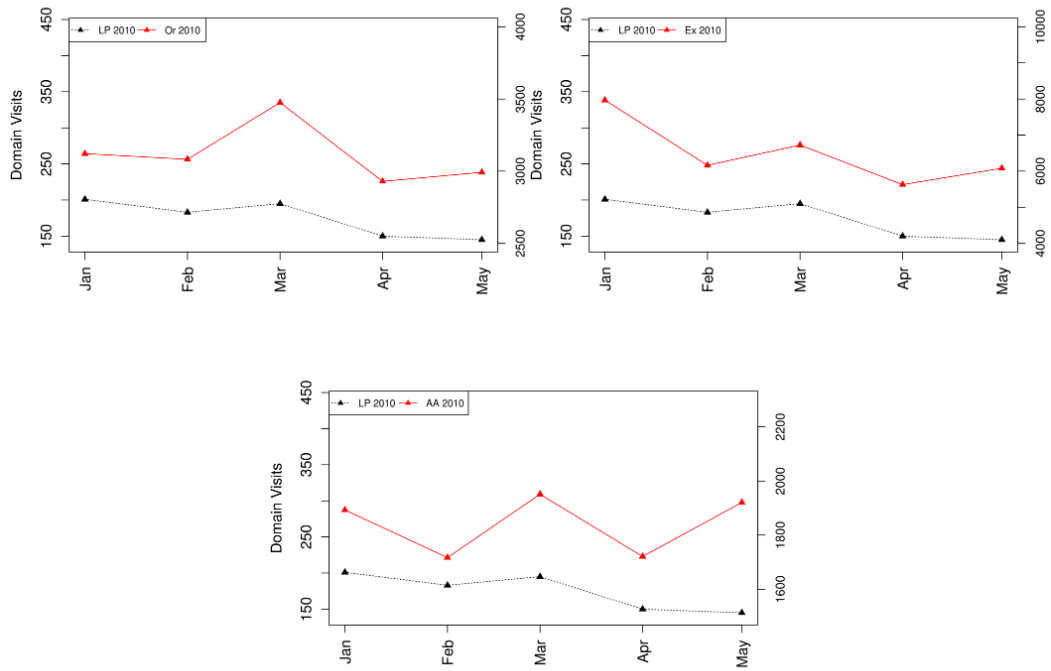 LP 2010 Or 2010
Domain Visits
450
350
250
150
4000
3500
3000
2500
Jan Feb Mar Apr May
LP 2010 Ex 2010
Domain Visits
450
350
250
150
10000
8000
6000
4000
Jan Feb Mar Apr May
LP 2010 AA 2010
Domain Visits
450
350
250
150
2200
2000
1800
1600
Jan Feb Mar Apr May